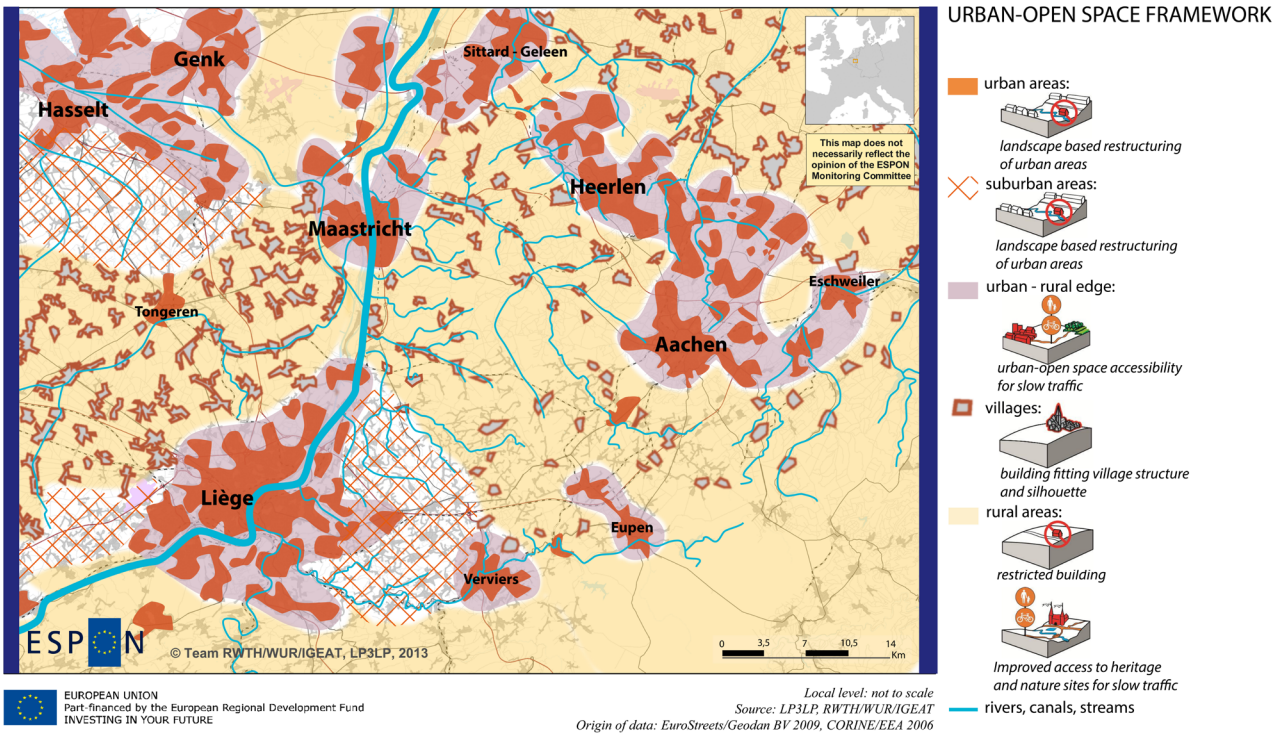 URBAN-OPEN SPACE FRAMEWORK
Genk
Sittard - Geleen
Hasselt
This map does not
necessarily reflect the
opinion of the ESPON
Monitoring Committee
Heerlen
Maastricht
Eschweiler
Tongeren
Aachen
Liège
Eupen
Verviers
ESPON
© Team RWTH/WUR/IGEAT, LP3LP, 2013
0 3,5 7 10,5 14
Km
urban areas:
landscape based restructuring
of urban areas
suburban areas:
landscape based restructuring
of urban areas
urban - rural edge:
urban-open space accessibility
for slow traffic
villages:
building fitting village structure
and silhouette
rural areas:
restricted building
Improved access to heritage
and nature sites for slow traffic
rivers, canals, streams
EUROPEAN UNION
Part-financed by the European Regional Development Fund
INVESTING IN YOUR FUTURE
Local level: not to scale
Source: LP3LP, RWTH/WUR/IGEAT
Origin of data: EuroStreets/Geodan BV 2009, CORINE/EEA 2006